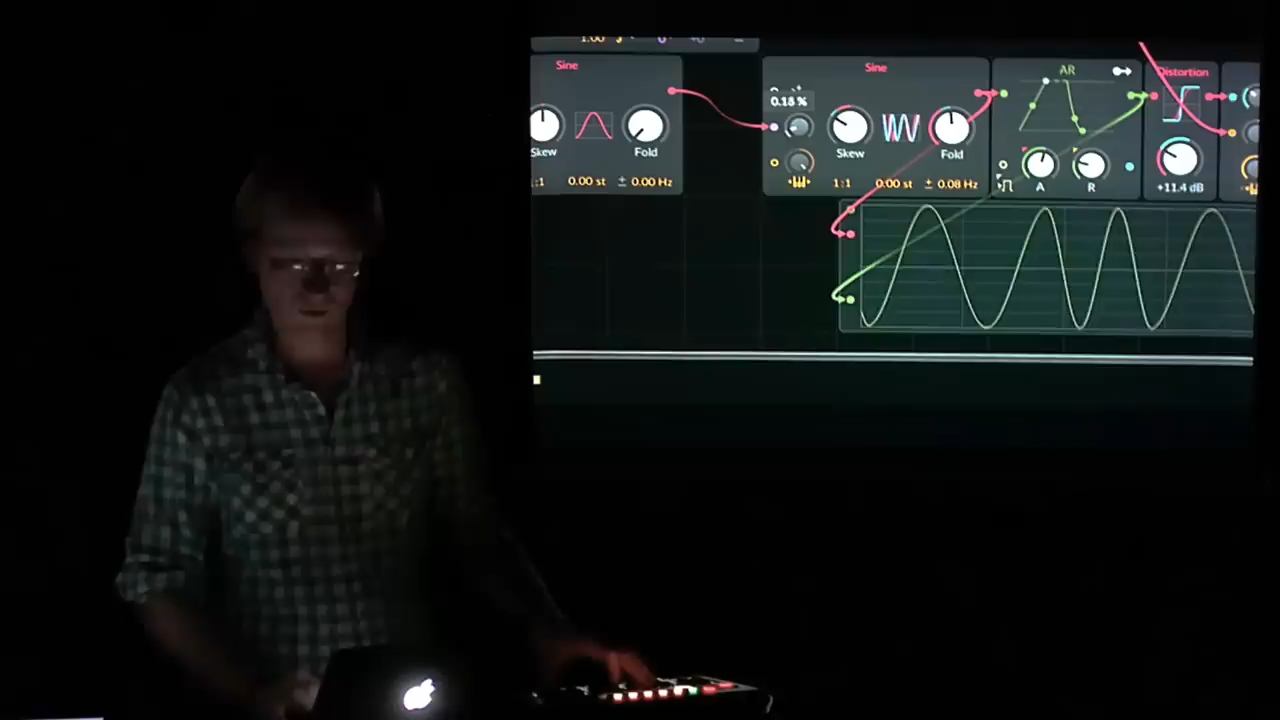 1.00
Sine
Skew
Fold
:1 0.00 st ± 0.00 Hz
Sine
0.18 %
Skew
Fold
1:1 0.00 st ± 0.08 Hz
AR
A
R
Distortion
+11.4 dB